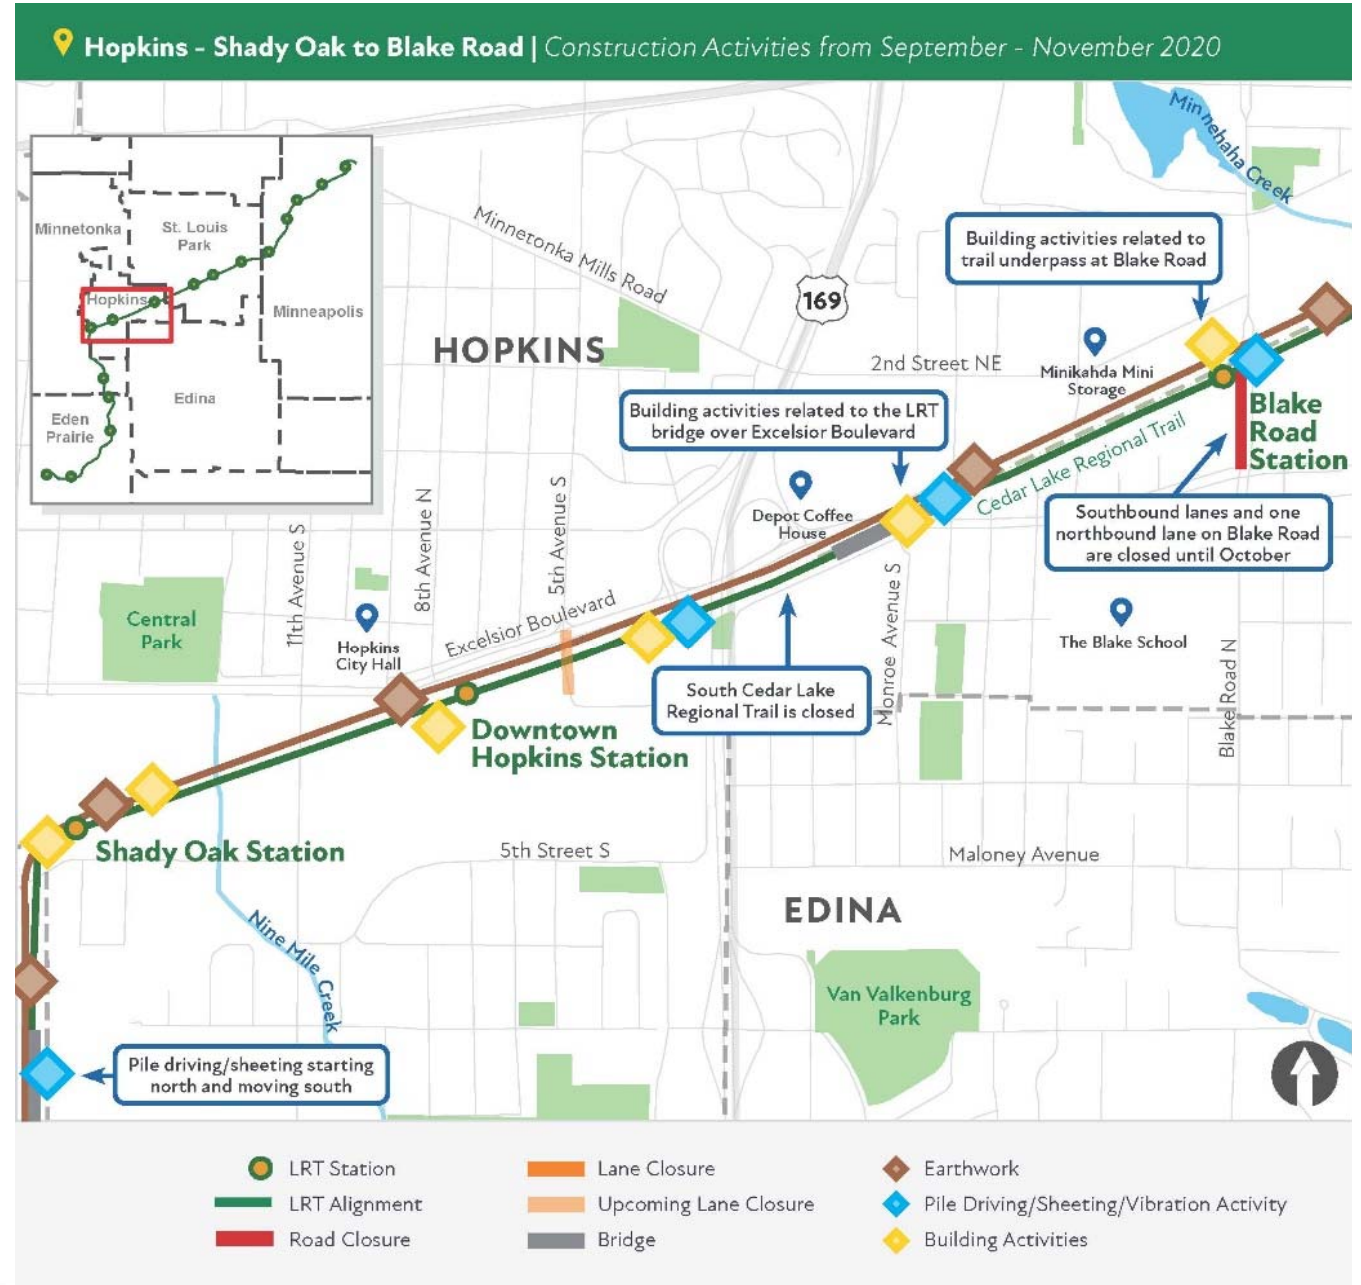 Hopkins - Shady Oak to Blake Road | Construction Activities from September - November 2020
Minnehaha Creek
Minnetonka
St. Louis
Park
Hopkins
Minneapolis
Edina
Eden
Prairie
Minnetonka Mills Road
169
Building activities related to
trail underpass at Blake Road
HOPKINS
2nd Street NE
Minikahda Mini
Storage
Building activities related to the LRT
bridge over Excelsior Boulevard
Blake
Road
Station
Cedar Lake Regional Trail
Depot Coffee
House
Southbound lanes and one
northbound lane on Blake Road
are closed until October
11th Avenue S
8th Avenue N
5th Avenue S
Central
Park
Hopkins
City Hall
Excelsior Boulevard
Monroe Avenue S
The Blake School
Blake Road N
South Cedar Lake
Regional Trail is closed
Downtown
Hopkins Station
Shady Oak Station
5th Street S
Maloney Avenue
EDINA
Nine Mile Creek
Van Valkenburg
Park
Pile driving/sheeting starting
north and moving south
LRT Station
LRT Alignment
Road Closure
Lane Closure
Upcoming Lane Closure
Bridge
Earthwork
Pile Driving/Sheeting/Vibration Activity
Building Activities